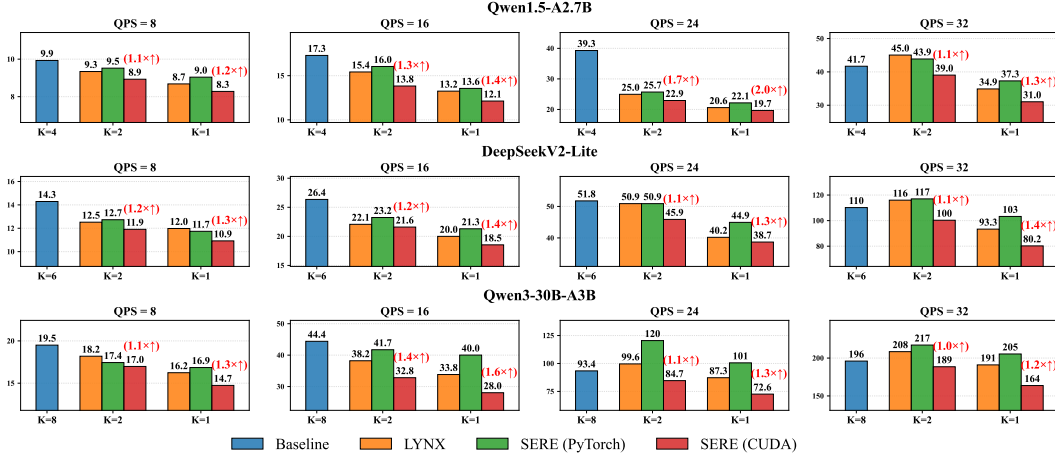 Qwen1.5-A2.7B
QPS = 8
10
8
9.9
9.3
9.5
(1.1×↑)
8.9
8.7
9.0
(1.2×↑)
8.3
K=4
K=2
K=1
QPS = 16
15
10
17.3
15.4
16.0
(1.3×↑)
13.8
13.2
13.6
(1.4×↑)
12.1
K=4
K=2
K=1
QPS = 24
40
30
20
39.3
25.0
25.7
(1.7×↑)
22.9
20.6
22.1
(2.0×↑)
19.7
K=4
K=2
K=1
QPS = 32
50
40
30
41.7
45.0
43.9
(1.1×↑)
39.0
34.9
37.3
(1.3×↑)
31.0
K=4
K=2
K=1
DeepSeekV2-Lite
QPS = 8
16
14
12
10
14.3
12.5
12.7
(1.2×↑)
11.9
12.0
11.7
(1.3×↑)
10.9
K=6
K=2
K=1
QPS = 16
30
25
20
15
26.4
22.1
23.2
(1.2×↑)
21.6
20.0
21.3
(1.4×↑)
18.5
K=6
K=2
K=1
QPS = 24
50
40
51.8
50.9
50.9
(1.1×↑)
45.9
40.2
44.9
(1.3×↑)
38.7
K=6
K=2
K=1
QPS = 32
120
100
80
110
116
117
(1.1×↑)
100
93.3
103
(1.4×↑)
80.2
K=6
K=2
K=1
Qwen3-30B-A3B
QPS = 8
20
15
19.5
18.2
17.4
(1.1×↑)
17.0
16.2
16.9
(1.3×↑)
14.7
K=8
K=2
K=1
QPS = 16
50
40
30
44.4
38.2
41.7
(1.4×↑)
32.8
33.8
40.0
(1.6×↑)
28.0
K=8
K=2
K=1
QPS = 24
125
100
75
93.4
99.6
120
(1.1×↑)
84.7
87.3
101
(1.3×↑)
72.6
K=8
K=2
K=1
QPS = 32
200
150
196
208
217
(1.0×↑)
189
191
205
(1.2×↑)
164
K=8
K=2
K=1
Baseline
LYNX
SERE (PyTorch)
SERE (CUDA)